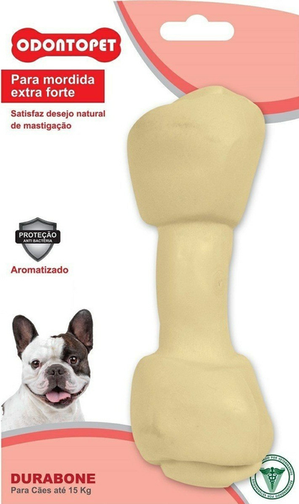 ODONTOPET
Para mordida
extra forte
Satisfaz desejo natural
de mastigação
PROTEÇÃO
ANTI BACTÉRIA
Aromatizado
DURABONE
Para Cães até 15 Kg